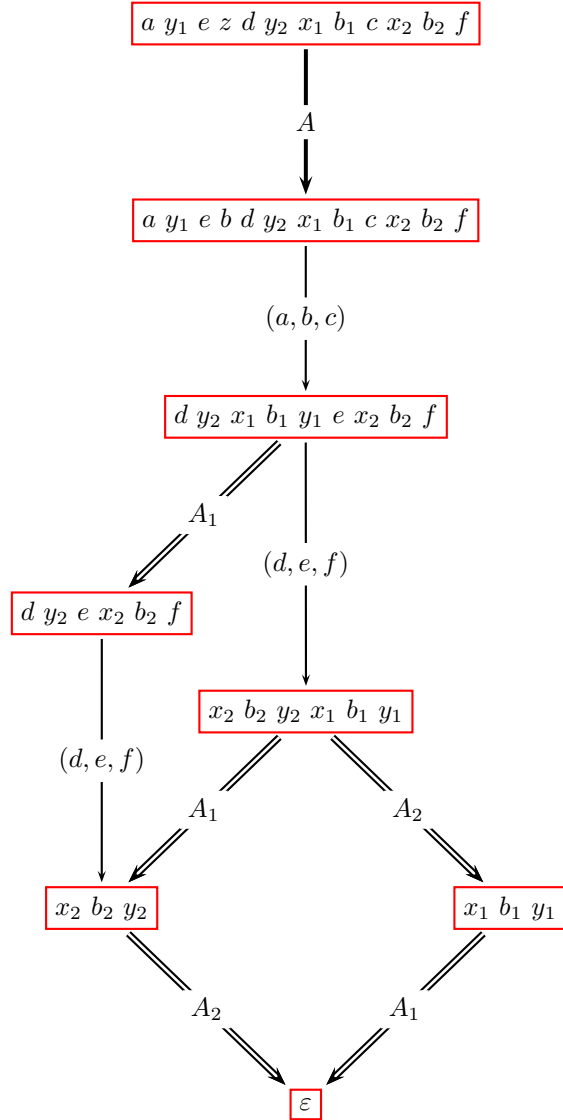 a y₁ e z d y₂ x₁ b₁ c x₂ b₂ f
A
a y₁ e b d y₂ x₁ b₁ c x₂ b₂ f
(a, b, c)
d y₂ x₁ b₁ y₁ e x₂ b₂ f
A₁
(d, e, f)
d y₂ e x₂ b₂ f
x₂ b₂ y₂ x₁ b₁ y₁
(d, e, f)
A₁ A₂
x₂ b₂ y₂ x₁ b₁ y₁
A₂ A₁
ε